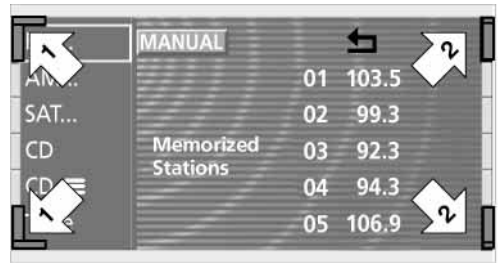 MANUAL
1
2
AM...
01 103.5
SAT...
02 99.3
CD
Memorized
Stations
03 92.3
CD
04 94.3
1
2
05 106.9